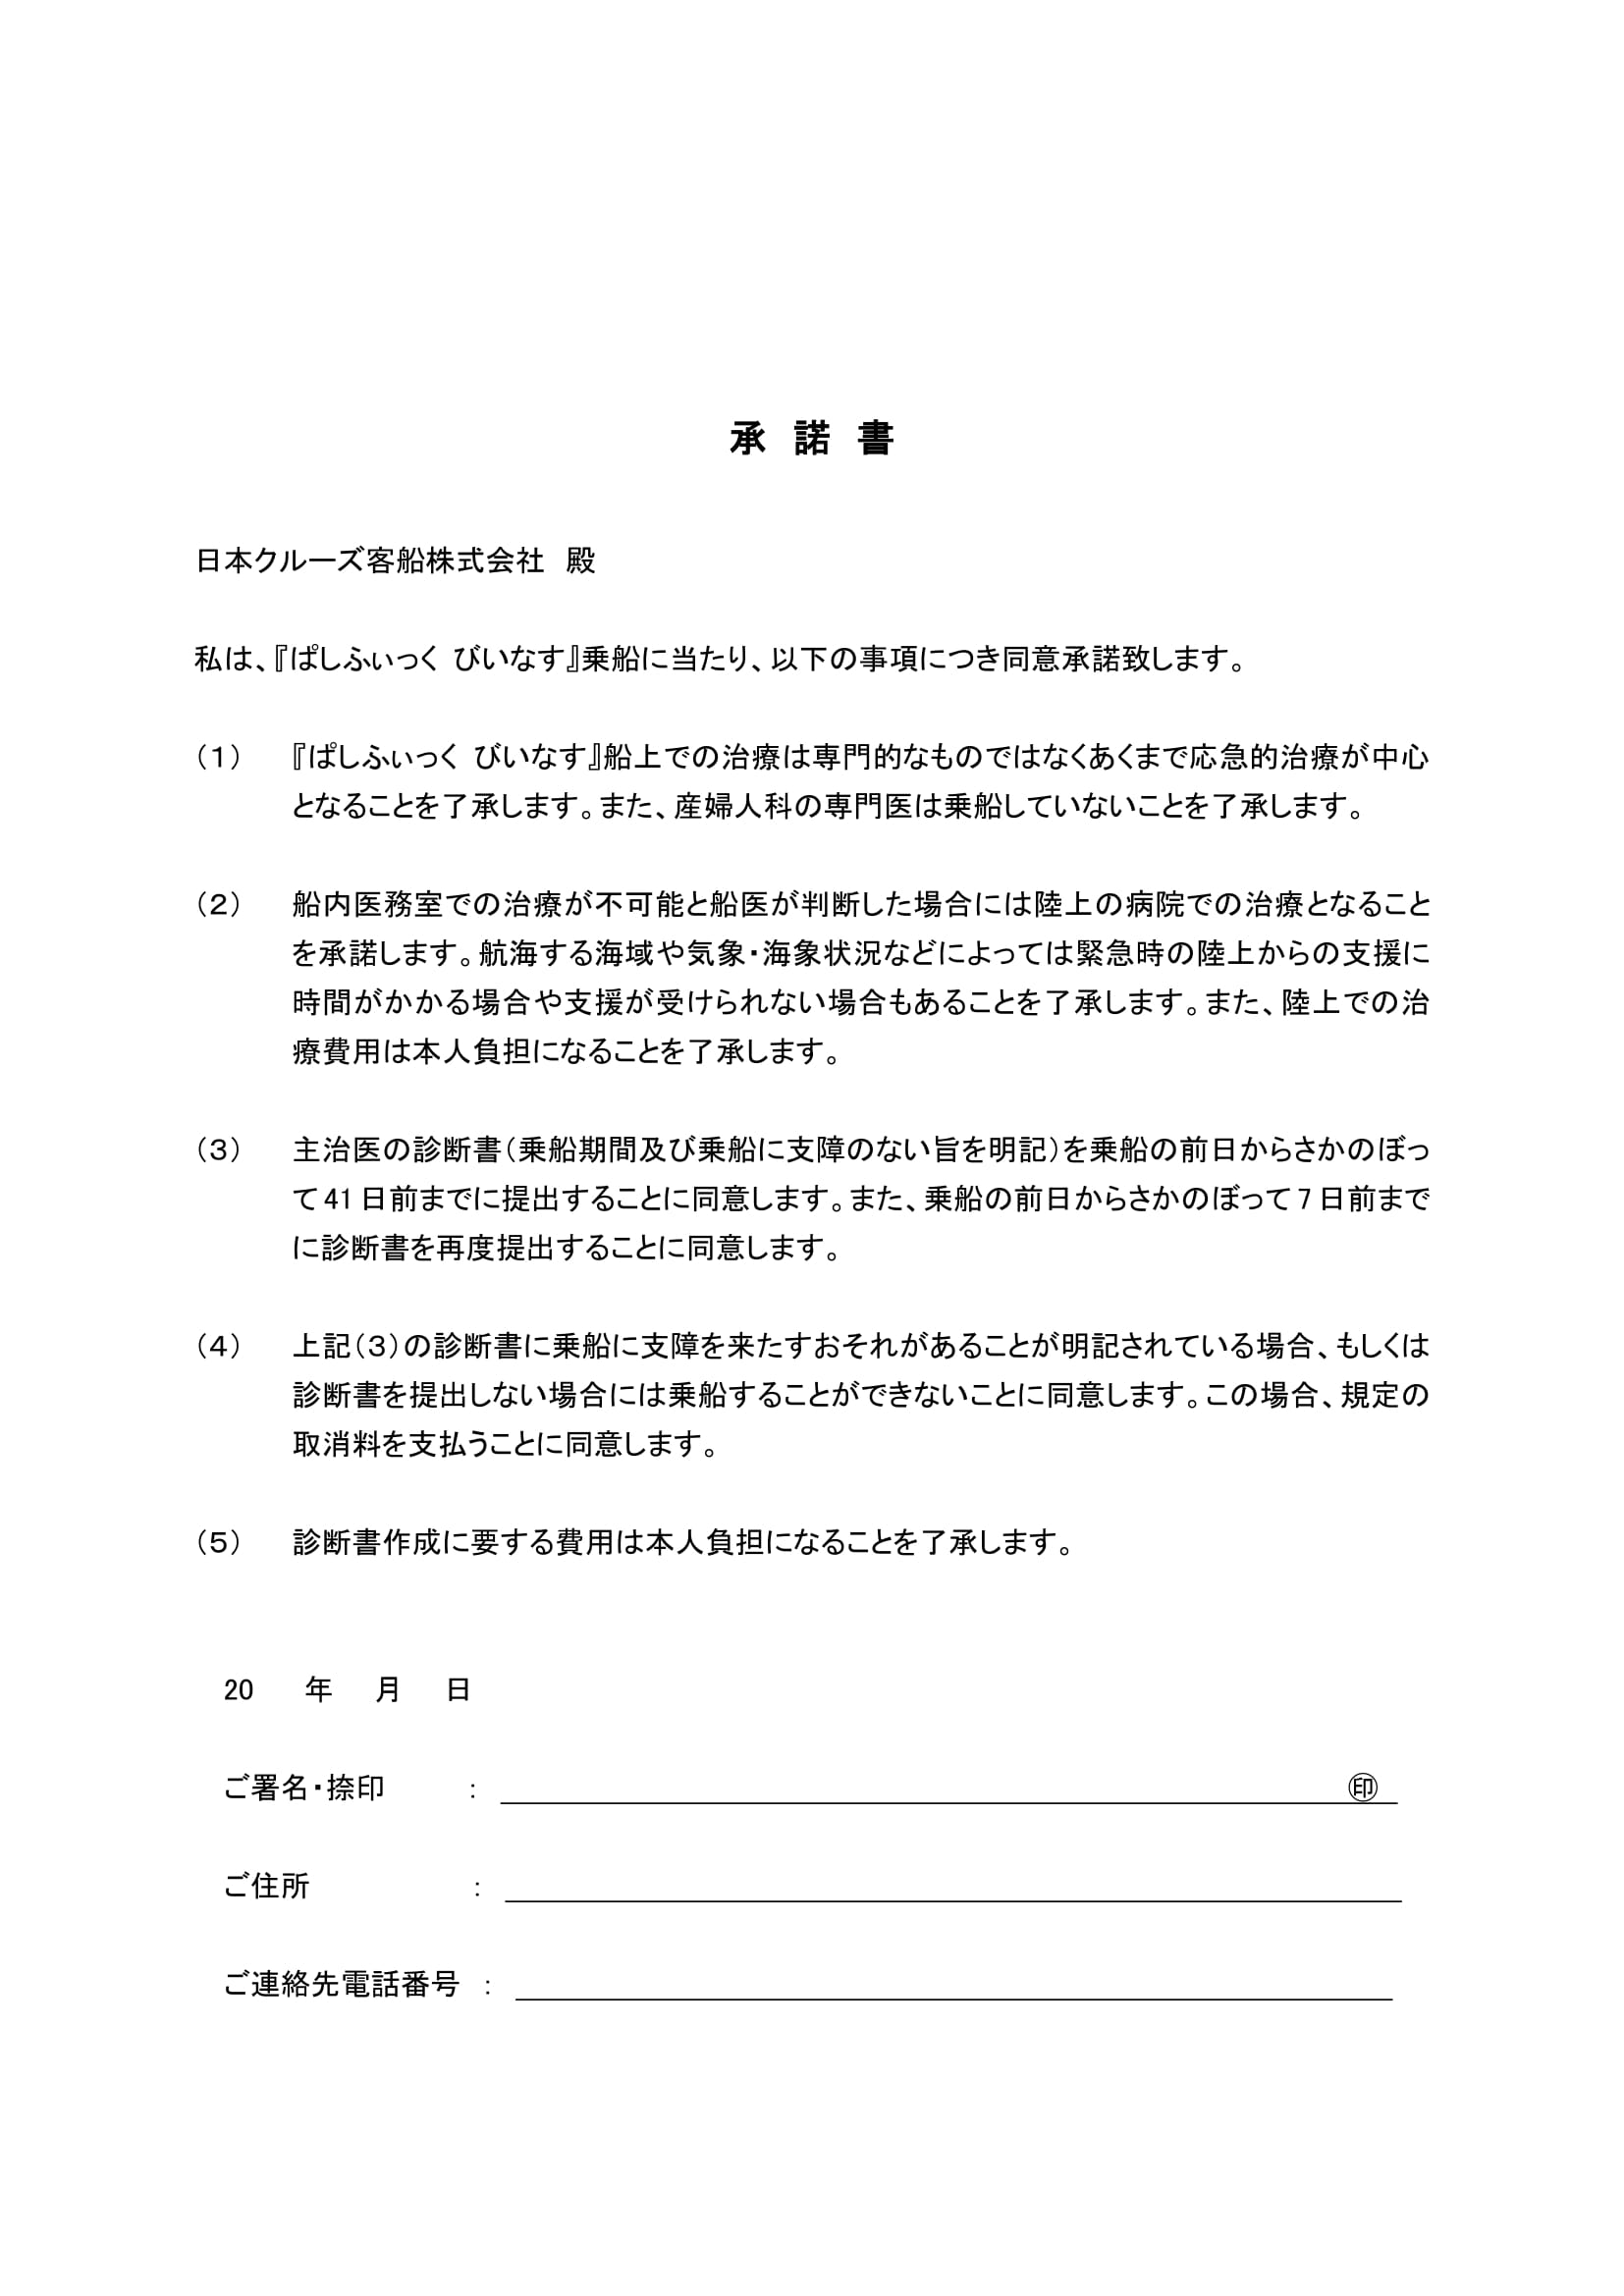 承 諾 書
日本クルーズ客船株式会社 殿
私は、『ぱしふぃっく びいなす』乗船に当たり、以下の事項につき同意承諾致します。
（1） 『ぱしふぃっく びいなす』船上での治療は専門的なものではなくあくまで応急的治療が中心
となることを了承します。また、産婦人科の専門医は乗船していないことを了承します。
（2） 船内医務室での治療が不可能と船医が判断した場合には陸上の病院での治療となること
を承諾します。航海する海域や気象・海象状況などによっては緊急時の陸上からの支援に
時間がかかる場合や支援が受けられない場合もあることを了承します。また、陸上での治
療費用は本人負担になることを了承します。
（3） 主治医の診断書（乗船期間及び乗船に支障のない旨を明記）を乗船の前日からさかのぼっ
て 41 日前までに提出することに同意します。また、乗船の前日からさかのぼって 7 日前まで
に診断書を再度提出することに同意します。
（4） 上記（3）の診断書に乗船に支障を来たすおそれがあることが明記されている場合、もしくは
診断書を提出しない場合には乗船することができないことに同意します。この場合、規定の
取消料を支払うことに同意します。
（5） 診断書作成に要する費用は本人負担になることを了承します。
20 年 月 日
ご署名・捺印 : ㊞
ご住所 :
ご連絡先電話番号 :